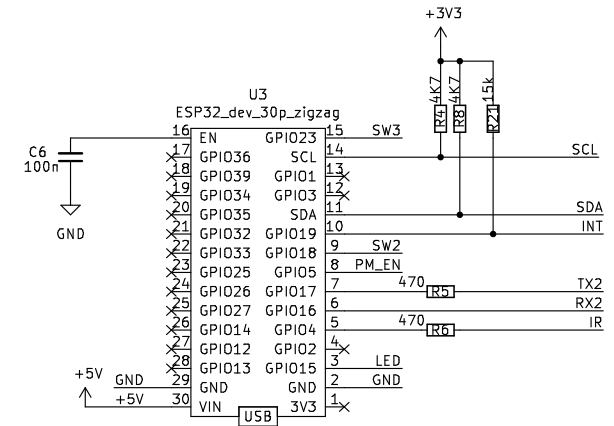 +3V3
4K7 4K7 15k
R4 R8 R21
U3
ESP32_dev_30p_zigzag
16 EN GPIO23 15 SW3
C6
100n
17 GPIO36 SCL 14 SCL
18 GPIO39 GPIO1 13
19 GPIO34 GPIO3 12
20 GPIO35 SDA 11 SDA
GND
21 GPIO32 GPIO19 10 INT
22 GPIO33 GPIO18 9 SW2
23 GPIO25 GPIO5 8 PM_EN
24 GPIO26 GPIO17 7 470 R5 TX2
25 GPIO27 GPIO16 6 RX2
26 GPIO14 GPIO4 5 470 R6 IR
27 GPIO12 GPIO2 4
28 GPIO13 GPIO15 3 LED
+5V
GND 29 GND GND 2 GND
+5V 30 VIN 3V3 1
USB